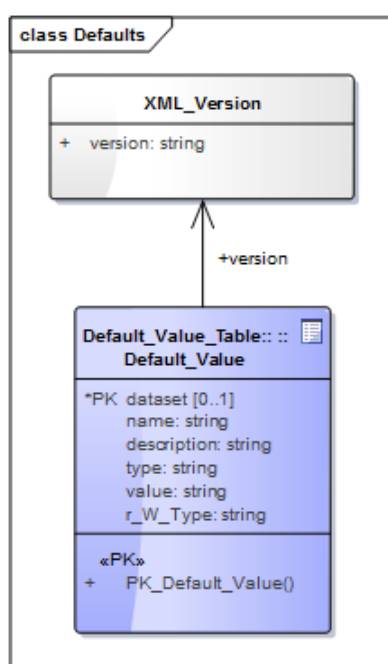 class Defaults
XML_Version
+ version: string
+version
Default_Value_Table:: ::
Default_Value
*PK dataset [0..1]
name: string
description: string
type: string
value: string
r_W_Type: string
«PK»
+ PK_Default_Value()